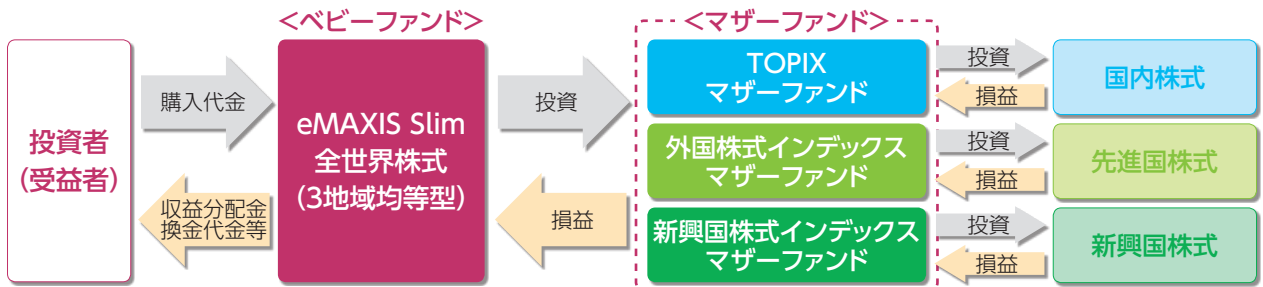 <ベビーファンド>
<マザーファンド>
投資者
(受益者)
購入代金
収益分配金
換金代金等
eMAXIS Slim
全世界株式
(3地域均等型)
投資
損益
TOPIX
マザーファンド
投資
損益
国内株式
外国株式インデックス
マザーファンド
投資
損益
先進国株式
新興国株式インデックス
マザーファンド
投資
損益
新興国株式